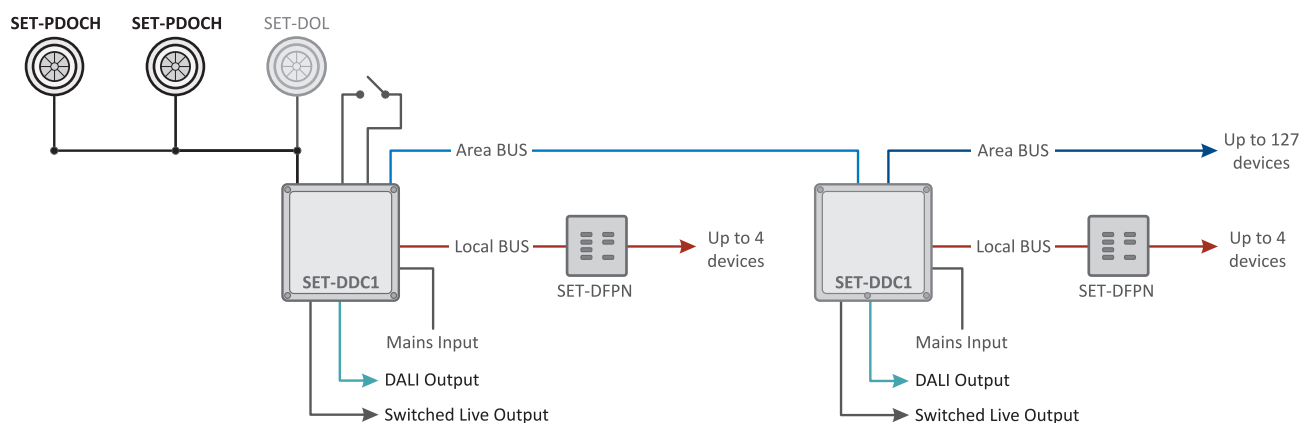 SET-PDOCH
SET-PDOCH
SET-DOL
Area BUS
Area BUS
Up to 127
devices
Local BUS
Up to 4
devices
Local BUS
Up to 4
devices
SET-DDC1
SET-DFPN
SET-DDC1
SET-DFPN
Mains Input
Mains Input
DALI Output
DALI Output
Switched Live Output
Switched Live Output